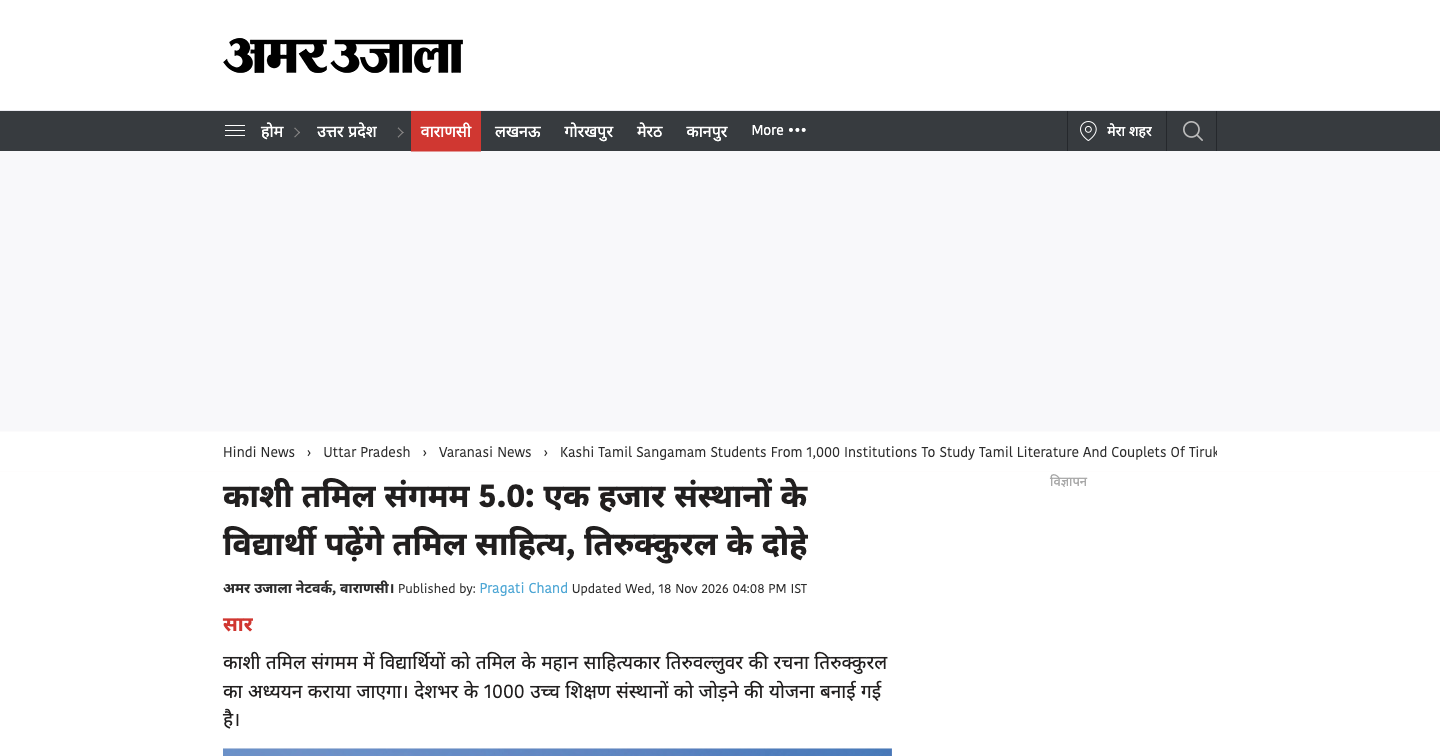 अमर उजाला
होम उत्तर प्रदेश वाराणसी लखनऊ गोरखपुर मेरठ कानपुर More ••• मेरा शहर
Hindi News › Uttar Pradesh › Varanasi News › Kashi Tamil Sangamam Students From 1,000 Institutions To Study Tamil Literature And Couplets Of Tiruk
विज्ञापन
काशी तमिल संगमम 5.0: एक हजार संस्थानों के
विद्यार्थी पढ़ेंगे तमिल साहित्य, तिरुक्कुरल के दोहे
अमर उजाला नेटवर्क, वाराणसी। Published by: Pragati Chand Updated Wed, 18 Nov 2026 04:08 PM IST
सार
काशी तमिल संगमम में विद्यार्थियों को तमिल के महान साहित्यकार तिरुवल्लुवर की रचना तिरुक्कुरल
का अध्ययन कराया जाएगा। देशभर के 1000 उच्च शिक्षण संस्थानों को जोड़ने की योजना बनाई गई
है।